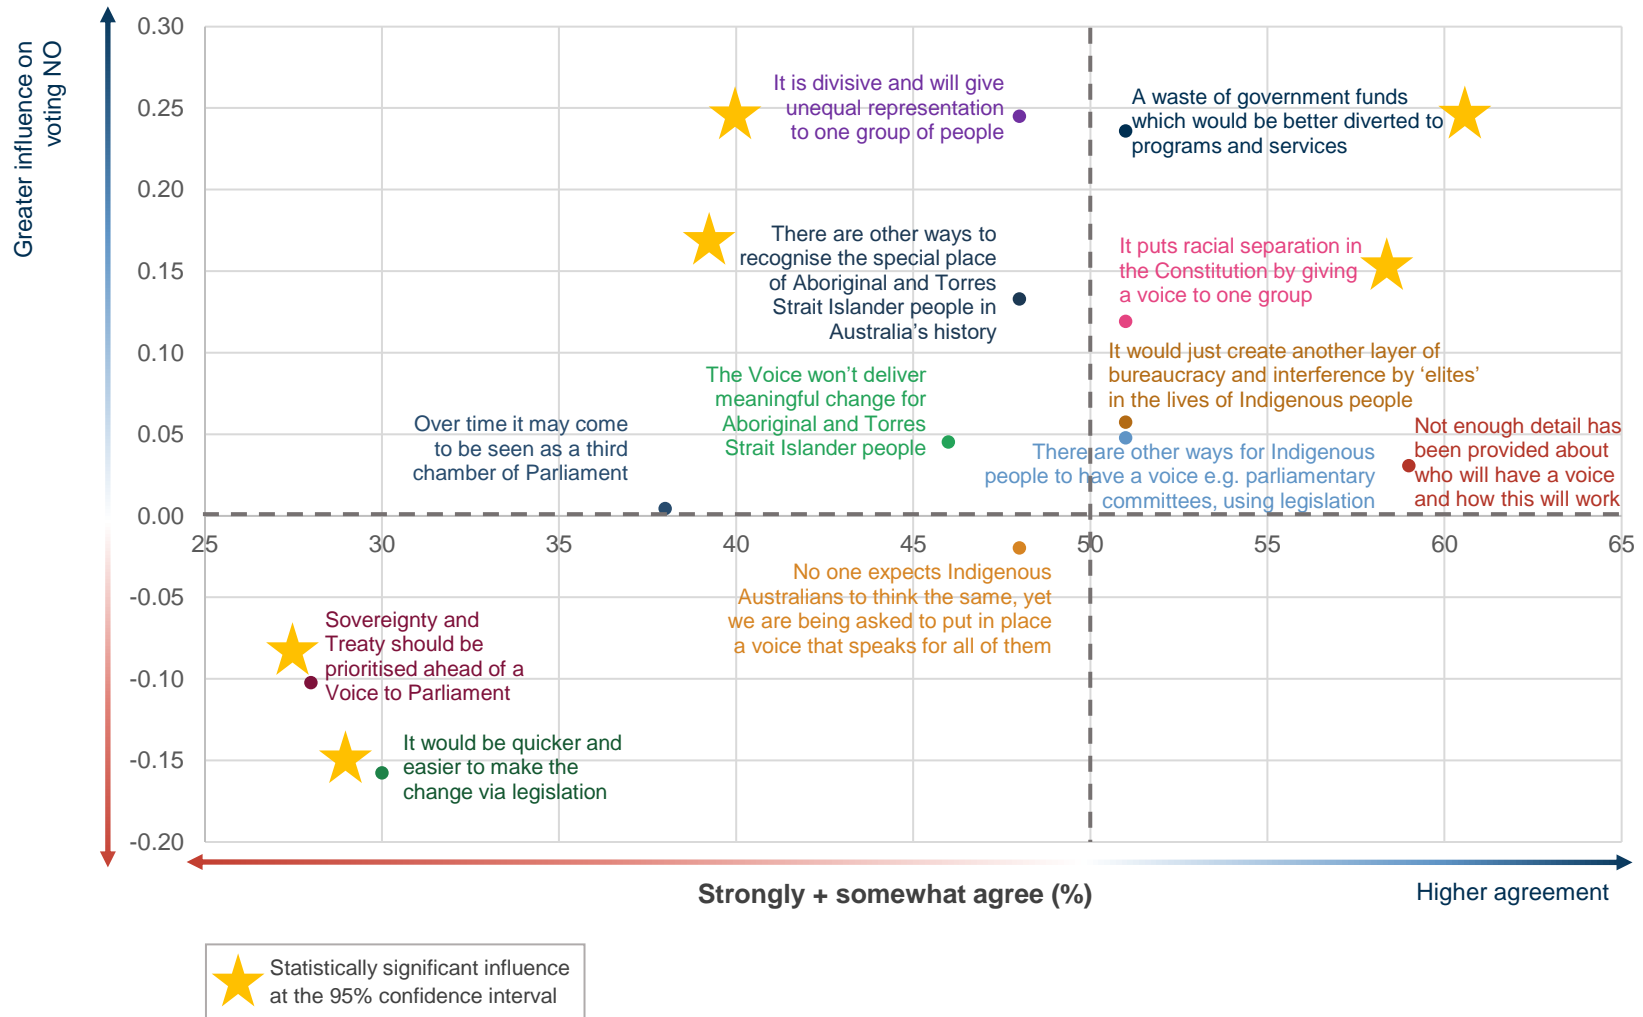 Greater influence on
voting NO
0.30
0.25
0.20
0.15
0.10
0.05
0.00
-0.05
-0.10
-0.15
-0.20
25
30
35
40
45
50
55
60
65
It is divisive and will give
unequal representation
to one group of people
A waste of government funds
which would be better diverted to
programs and services
There are other ways to
recognise the special place
of Aboriginal and Torres
Strait Islander people in
Australia’s history
It puts racial separation in
the Constitution by giving
a voice to one group
It would just create another layer of
bureaucracy and interference by ‘elites’
in the lives of Indigenous people
The Voice won’t deliver
meaningful change for
Aboriginal and Torres
Strait Islander people
Over time it may come
to be seen as a third
chamber of Parliament
There are other ways for Indigenous
people to have a voice e.g. parliamentary
committees, using legislation
Not enough detail has
been provided about
who will have a voice
and how this will work
No one expects Indigenous
Australians to think the same, yet
we are being asked to put in place
a voice that speaks for all of them
Sovereignty and
Treaty should be
prioritised ahead of a
Voice to Parliament
It would be quicker and
easier to make the
change via legislation
Strongly + somewhat agree (%)
Higher agreement
Statistically significant influence
at the 95% confidence interval